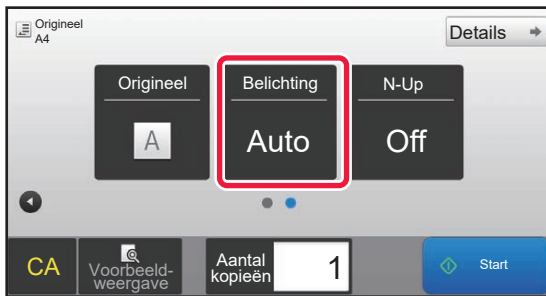 Origineel
A4
Details
Origineel
Belichting
N-Up
A
Auto
Off
CA
Voorbeeld-
weergave
Aantal
kopieën
1
Start